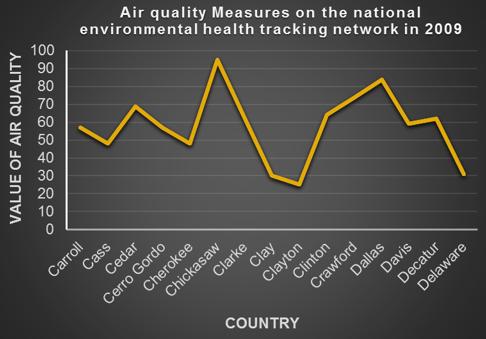 Air quality Measures on the national
environmental health tracking network in 2009
VALUE OF AIR QUALITY
100
90
80
70
60
50
40
30
20
10
0
Carroll
Cass
Cedar
Cerro Gordo
Cherokee
Chickasaw
Clarke
Clay
Clayton
Clinton
Crawford
Dallas
Davis
Decatur
Delaware
COUNTRY